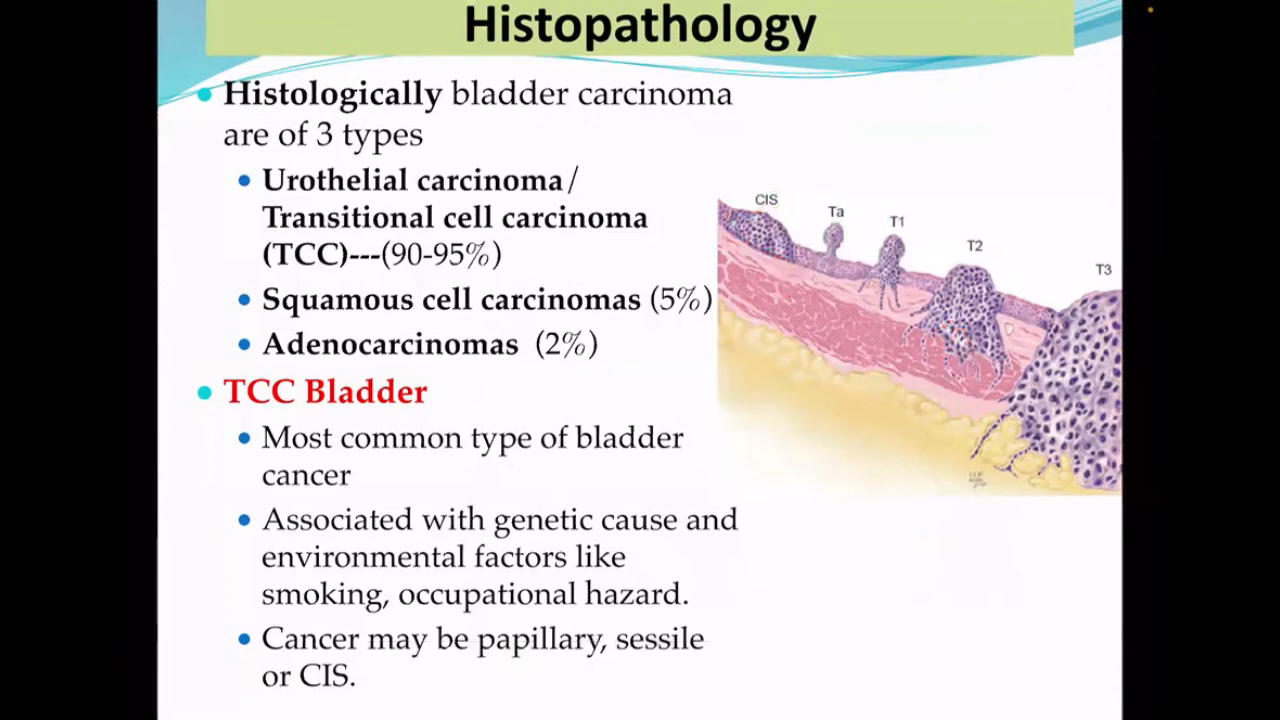 Histopathology
Histologically bladder carcinoma
are of 3 types
Urothelial carcinoma/
Transitional cell carcinoma
(TCC)---(90-95%)
Squamous cell carcinomas (5%)
Adenocarcinomas (2%)
TCC Bladder
Most common type of bladder
cancer
Associated with genetic cause and
environmental factors like
smoking, occupational hazard.
Cancer may be papillary, sessile
or CIS.
CIS
Ta
T1
T2
T3